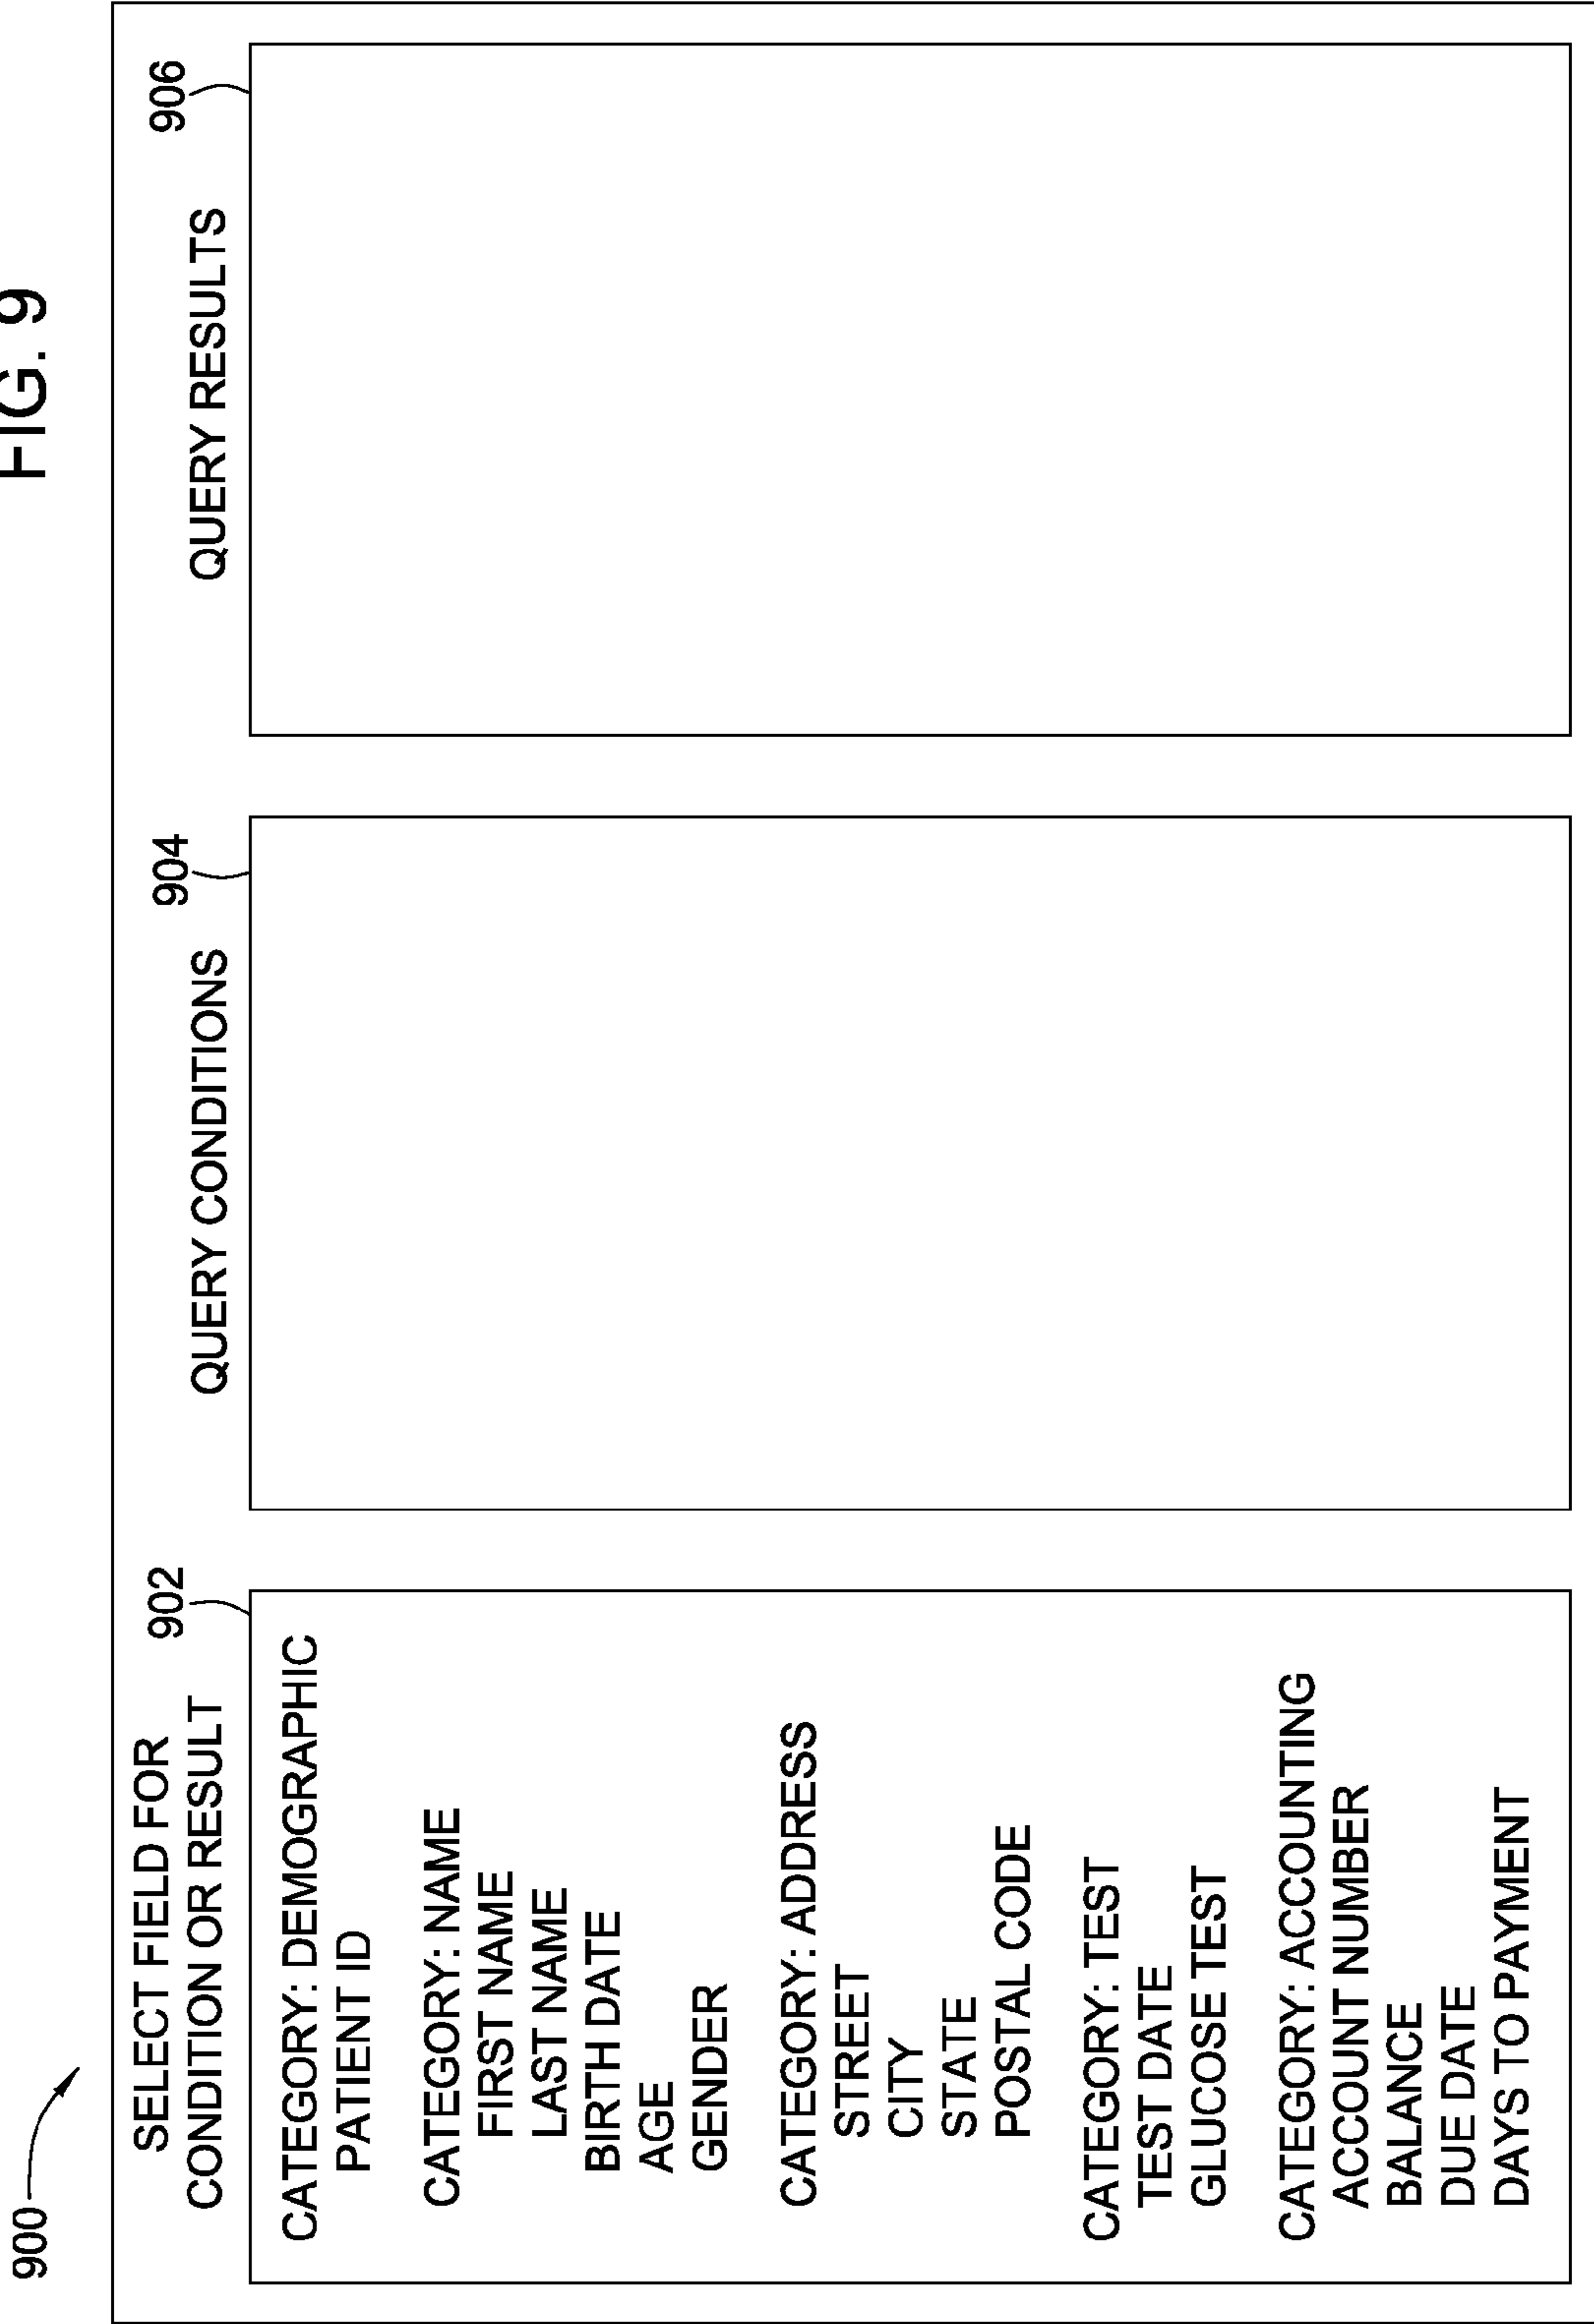 FIG. 9
900
SELECT FIELD FOR
CONDITION OR RESULT
902
CATEGORY: DEMOGRAPHIC
PATIENT ID
CATEGORY: NAME
FIRST NAME
LAST NAME
BIRTH DATE
AGE
GENDER
CATEGORY: ADDRESS
STREET
CITY
STATE
POSTAL CODE
CATEGORY: TEST
TEST DATE
GLUCOSE TEST
CATEGORY: ACCOUNTING
ACCOUNT NUMBER
BALANCE
DUE DATE
DAYS TO PAYMENT
QUERY CONDITIONS
904
QUERY RESULTS
906